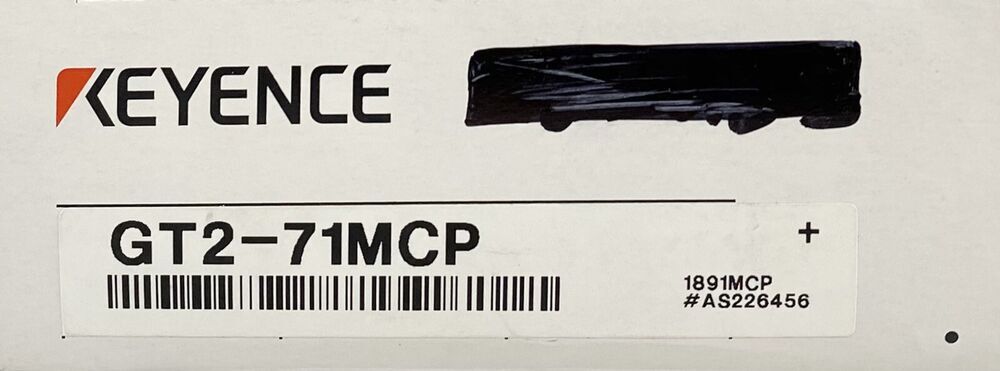 KEYENCE
GT2-71MCP
+
1891MCP
#AS226456